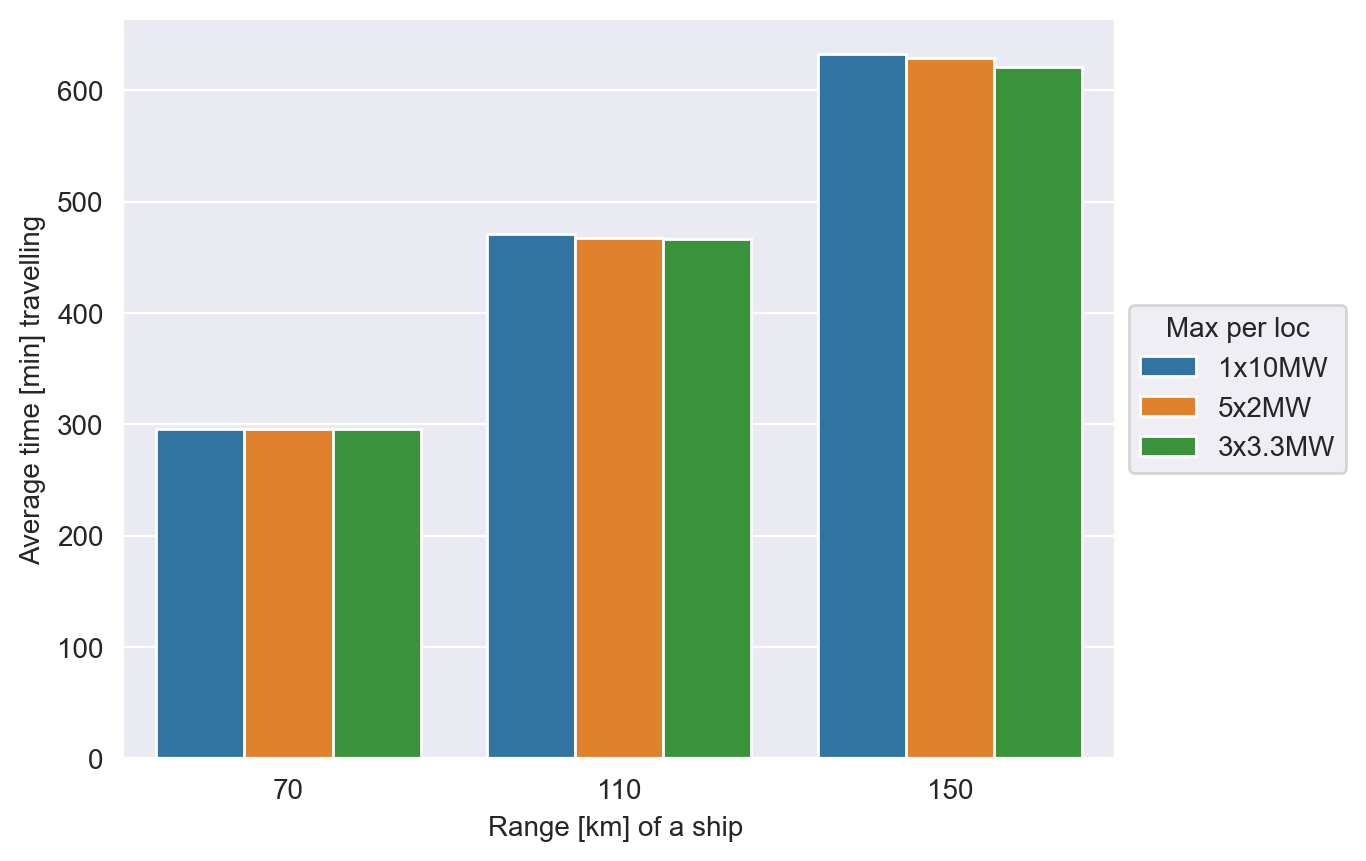 600
500
400
300
200
100
0
Average time [min] travelling
70 110 150
Range [km] of a ship
Max per loc
1x10MW
5x2MW
3x3.3MW